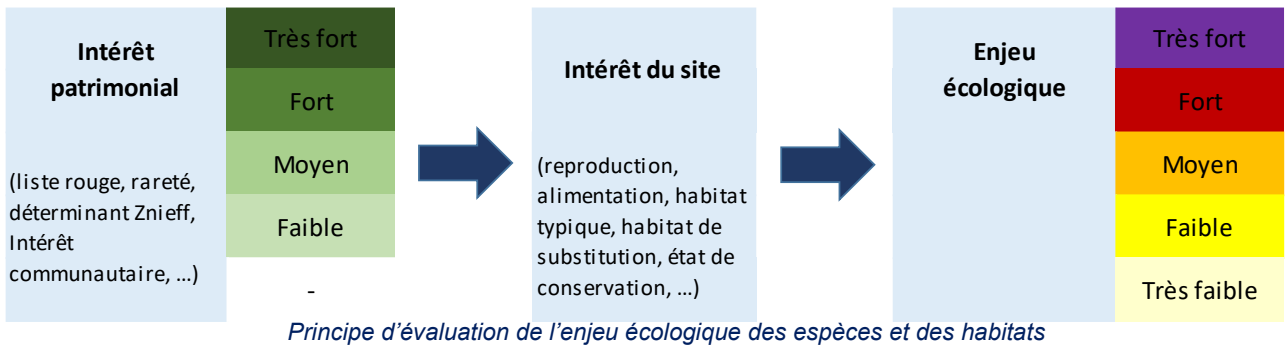 Intérêt
patrimonial
(liste rouge, rareté,
déterminant Znieff,
Intérêt
communautaire, ...)
Très fort
Fort
Moyen
Faible
-
Intérêt du site
(reproduction,
alimentation, habitat
typique, habitat de
substitution, état de
conservation, ...)
Enjeu
écologique
Très fort
Fort
Moyen
Faible
Très faible
Principe d'évaluation de l'enjeu écologique des espèces et des habitats